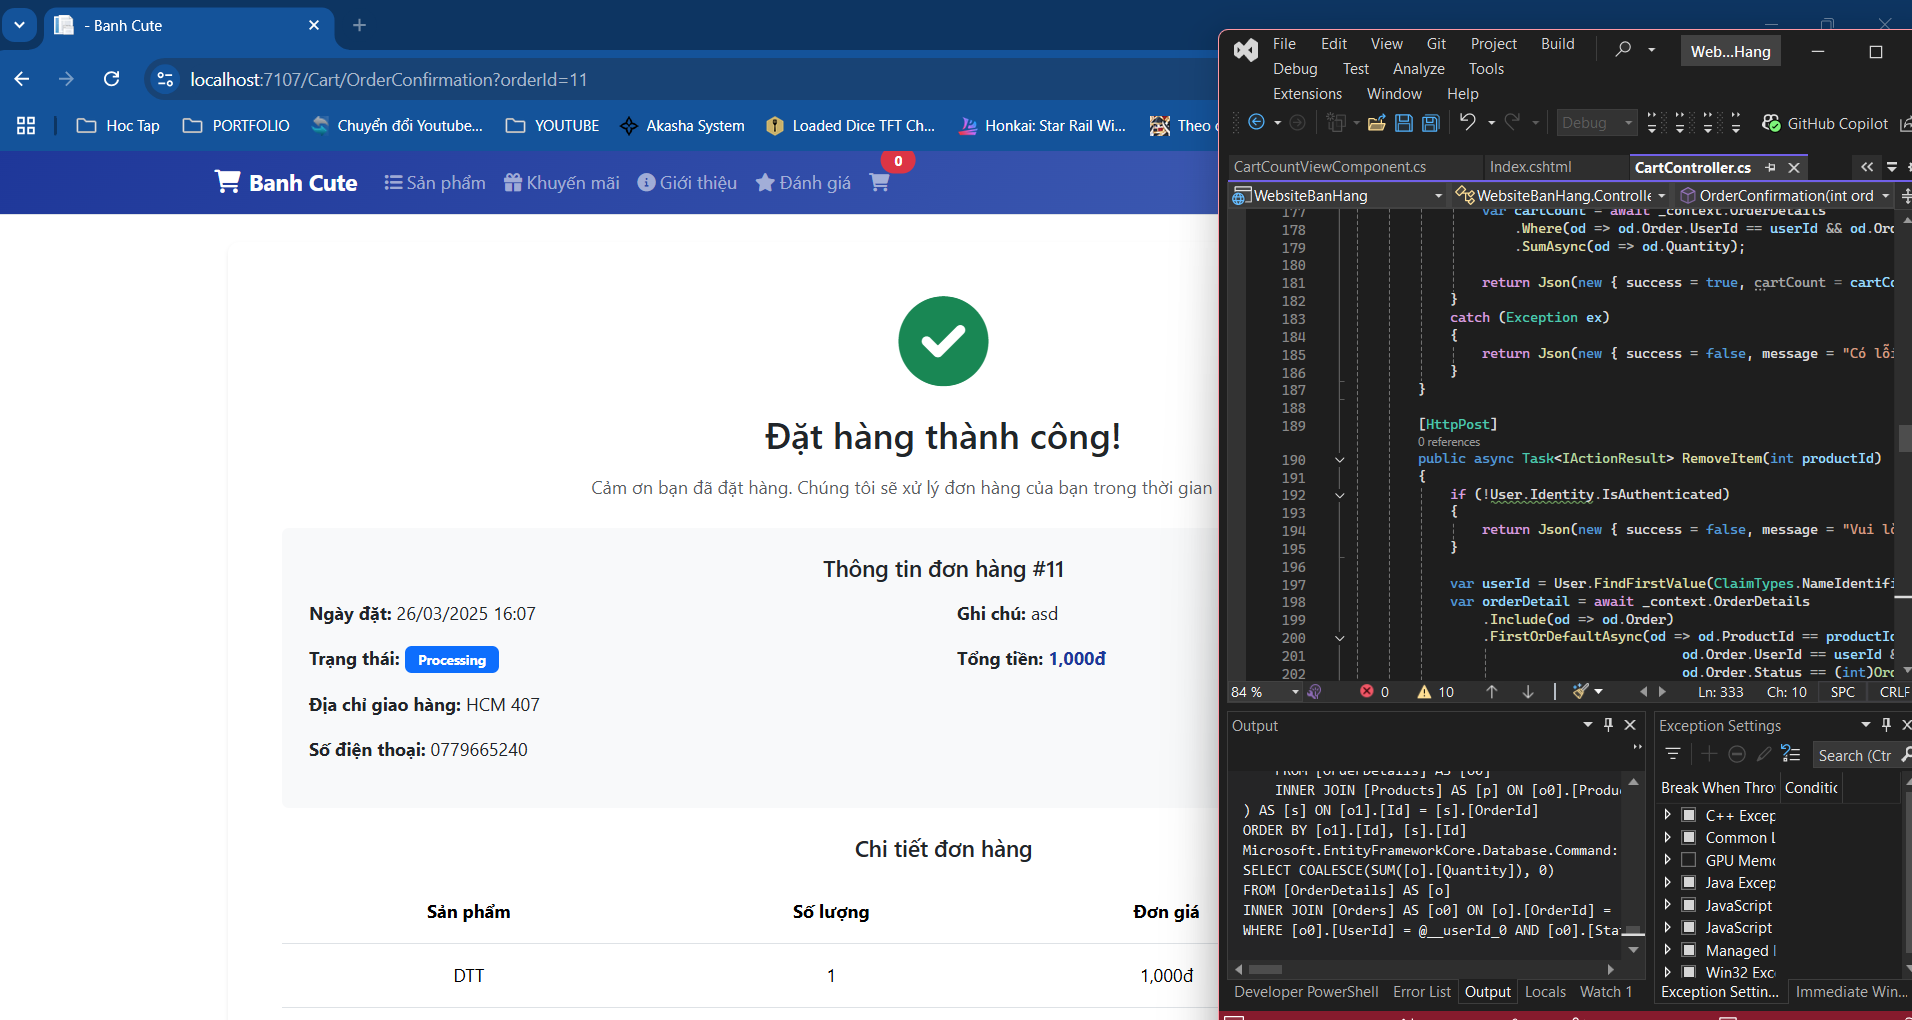 - Banh Cute
localhost:7107/Cart/OrderConfirmation?orderId=11
Hoc Tap
PORTFOLIO
Chuyển đổi Youtube...
YOUTUBE
Akasha System
Loaded Dice TFT Ch...
Honkai: Star Rail Wi...
Theo
Banh Cute
Sản phẩm
Khuyến mãi
Giới thiệu
Đánh giá
0
Đặt hàng thành công!
Cảm ơn bạn đã đặt hàng. Chúng tôi sẽ xử lý đơn hàng của bạn trong thời gian
Thông tin đơn hàng #11
Ngày đặt: 26/03/2025 16:07
Ghi chú: asd
Trạng thái: Processing
Tổng tiền: 1,000đ
Địa chỉ giao hàng: HCM 407
Số điện thoại: 0779665240
Chi tiết đơn hàng
Sản phẩm
Số lượng
Đơn giá
DTT
1
1,000đ
File Edit View Git Project Build
Web...Hang
Debug Test Analyze Tools
Extensions Window Help
Debug
GitHub Copilot
CartCountViewComponent.cs
Index.cshtml
CartController.cs
WebsiteBanHang
WebsiteBanHang.Controlle
OrderConfirmation(int ord
177 var cartCount = await _context.OrderDetails
178 .Where(od => od.Order.UserId == userId && od.Ord
179 .SumAsync(od => od.Quantity);
180
181 return Json(new { success = true, cartCount = cartCo
182 }
183 catch (Exception ex)
184 {
185 return Json(new { success = false, message = "Có lỗi
186 }
187 }
188
189 [HttpPost]
0 references
190 public async Task<IActionResult> RemoveItem(int productId)
191 {
192 if (!User.Identity.IsAuthenticated)
193 {
194 return Json(new { success = false, message = "Vui lò
195 }
196
197 var userId = User.FindFirstValue(ClaimTypes.NameIdentifi
198 var orderDetail = await _context.OrderDetails
199 .Include(od => od.Order)
200 .FirstOrDefaultAsync(od => od.ProductId == productId
201 od.Order.UserId == userId &
202 od.Order.Status == (int)Ord
84 %
0
10
Ln: 333 Ch: 10 SPC CRLF
Output
FROM [OrderDetails] AS [o0]
INNER JOIN [Products] AS [p] ON [o0].[Produ
) AS [s] ON [o1].[Id] = [s].[OrderId]
ORDER BY [o1].[Id], [s].[Id]
Microsoft.EntityFrameworkCore.Database.Command:
SELECT COALESCE(SUM([o].[Quantity]), 0)
FROM [OrderDetails] AS [o]
INNER JOIN [Orders] AS [o0] ON [o].[OrderId] =
WHERE [o0].[UserId] = @__userId_0 AND [o0].[Sta
Developer PowerShell Error List Output Locals Watch 1
Exception Settings
Search (Ctr
Break When Thro
Conditio
C++ Excep
Common L
GPU Memo
Java Excep
JavaScript
JavaScript
Managed
Win32 Exc
Exception Settin...
Immediate Win...